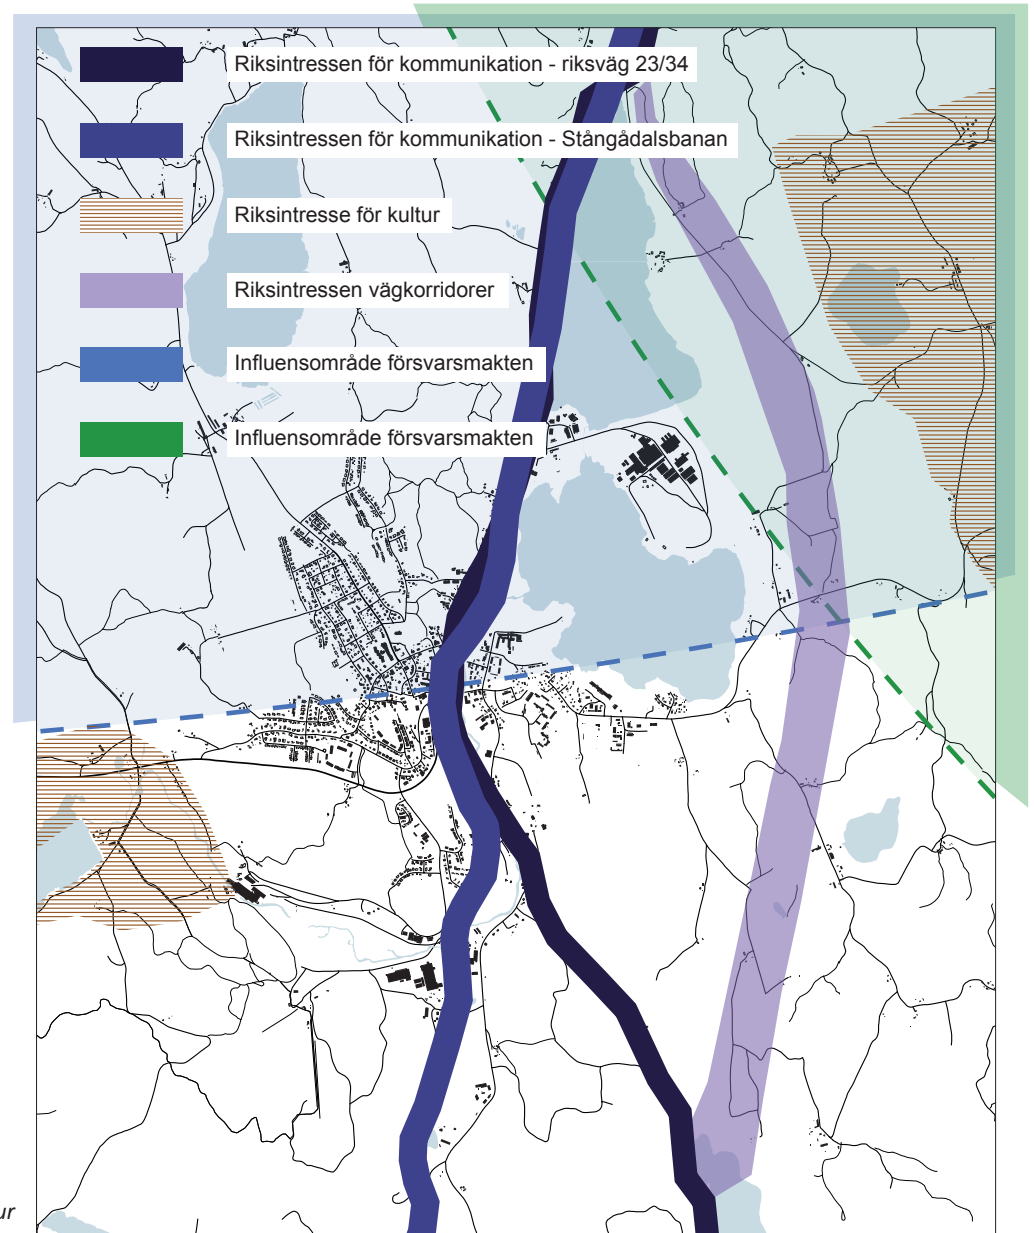 Riksintressen för kommunikation - riksväg 23/34
Riksintressen för kommunikation - Stångådalsbanan
Riksintresse för kultur
Riksintressen vägkorridorer
Influensområde försvarsmakten
Influensområde försvarsmakten
ur